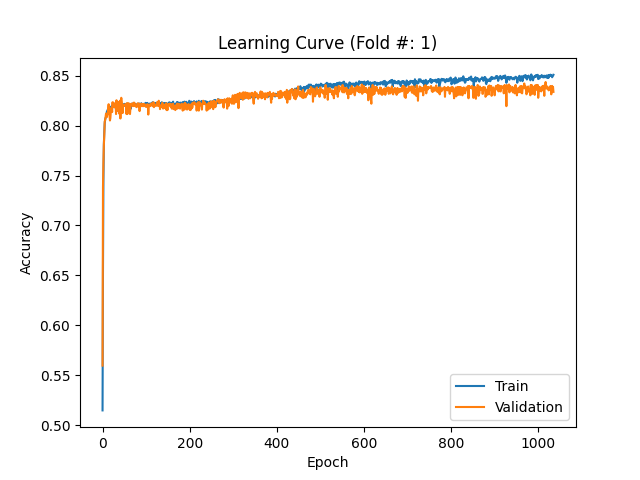 Learning Curve (Fold #: 1)
0.85
0.80
0.75
0.70
0.65
0.60
0.55
0.50
Accuracy
0 200 400 600 800 1000
Epoch
Train
Validation